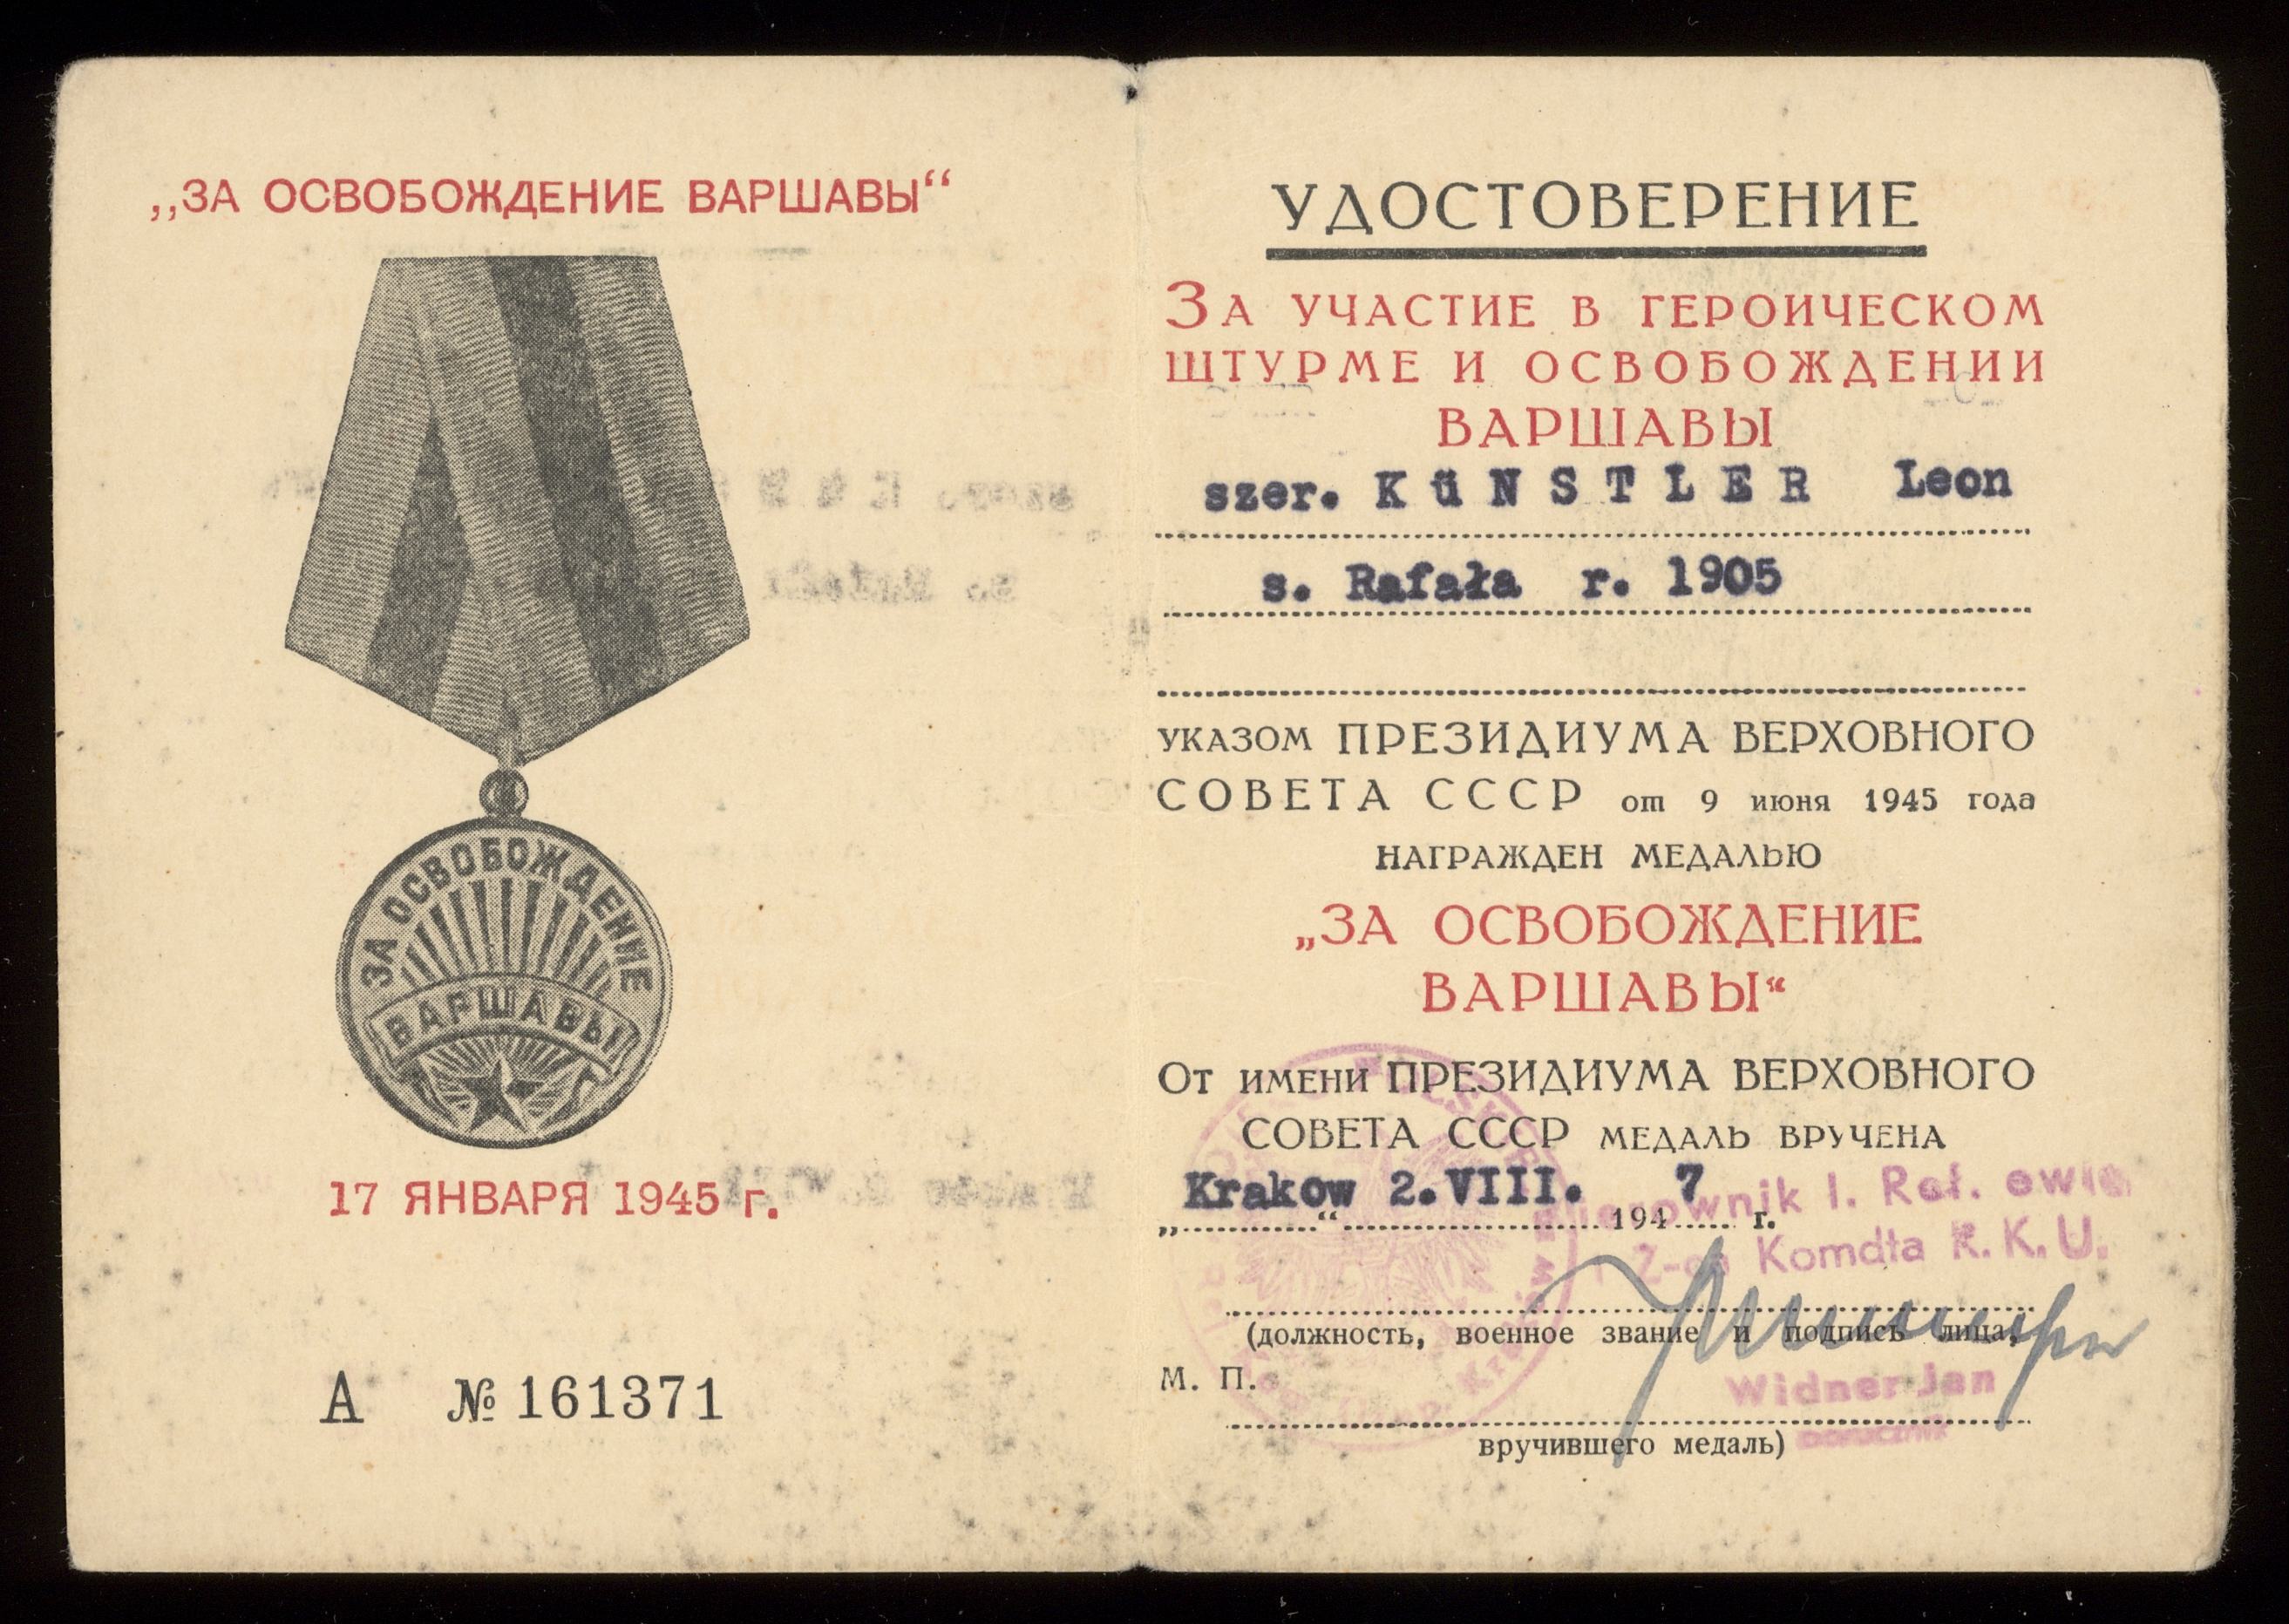 „ЗА ОСВОБОЖДЕНИЕ ВАРШАВЫ“
ЗА ОСВОБОЖДЕНИЕ
ВАРШАВЫ
17 ЯНВАРЯ 1945 г.
А № 161371
УДОСТОВЕРЕНИЕ
ЗА УЧАСТИЕ В ГЕРОИЧЕСКОМ
ШТУРМЕ И ОСВОБОЖДЕНИИ
ВАРШАВЫ
szer. KüNSTLER Leon
s. Rafała r. 1905
УКАЗОМ ПРЕЗИДИУМА ВЕРХОВНОГО
СОВЕТА СССР от 9 июня 1945 года
НАГРАЖДЕН МЕДАЛЬЮ
„ЗА ОСВОБОЖДЕНИЕ
ВАРШАВЫ“
ОТ ИМЕНИ ПРЕЗИДИУМА ВЕРХОВНОГО
СОВЕТА СССР МЕДАЛЬ ВРУЧЕНА
Krakow 2.VIII. 7
„ “ 194 г.
Kierownik I. Ref.
Komdta R. K. U.
(должность, военное звание и подпись лица,
М. П.
Widner Jan
вручившего медаль)
porucznik